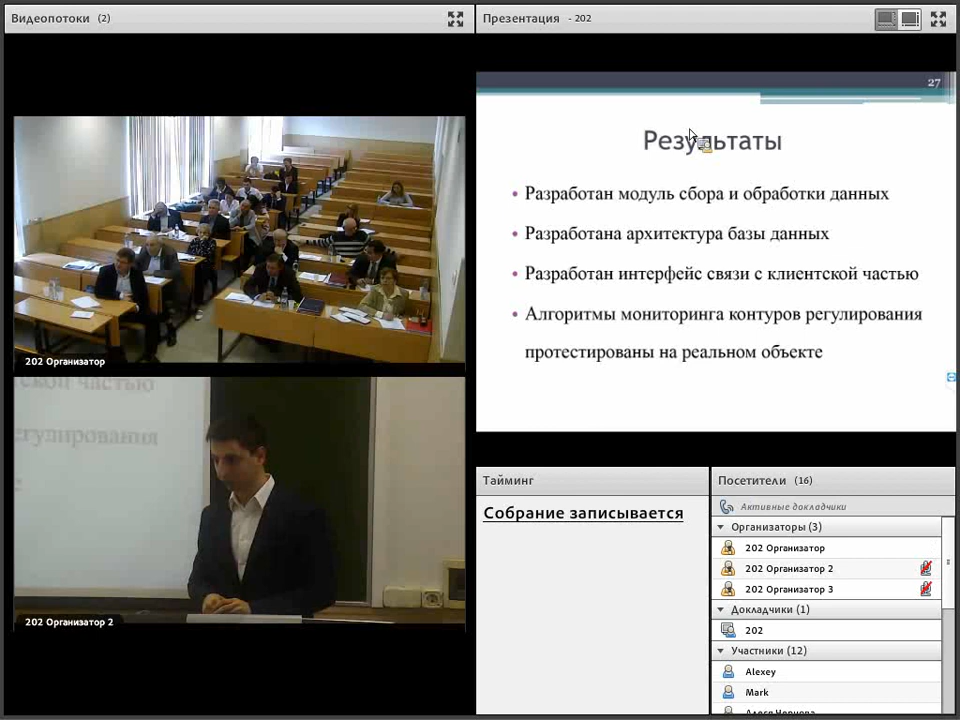 Видеопотоки (2)
202 Организатор
ской частью
егулирования
202 Организатор 2
Презентация - 202
27
Результаты
• Разработан модуль сбора и обработки данных
• Разработана архитектура базы данных
• Разработан интерфейс связи с клиентской частью
• Алгоритмы мониторинга контуров регулирования
протестированы на реальном объекте
Тайминг
Собрание записывается
Посетители (16)
Активные докладчики
Организаторы (3)
202 Организатор
202 Организатор 2
202 Организатор 3
Докладчики (1)
202
Участники (12)
Alexey
Mark